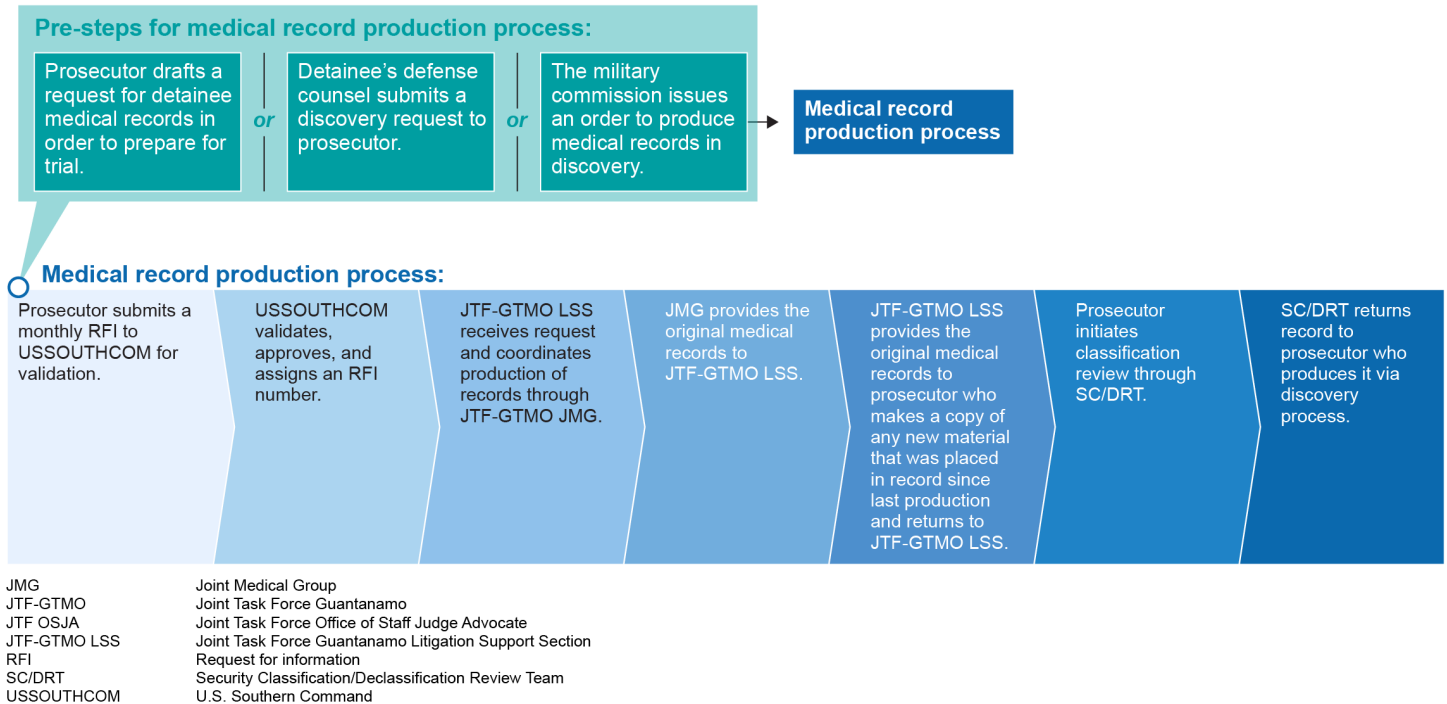 Pre-steps for medical record production process:
Prosecutor drafts a
request for detainee
medical records in
order to prepare for
trial.
or
Detainee’s defense
counsel submits a
discovery request to
prosecutor.
or
The military
commission issues
an order to produce
medical records in
discovery.
Medical record
production process
Medical record production process:
Prosecutor submits a
monthly RFI to
USSOUTHCOM for
validation.
USSOUTHCOM
validates,
approves, and
assigns an RFI
number.
JTF-GTMO LSS
receives request
and coordinates
production of
records through
JTF-GTMO JMG.
JMG provides the
original medical
records to
JTF-GTMO LSS.
JTF-GTMO LSS
provides the
original medical
records to
prosecutor who
makes a copy of
any new material
that was placed
in record since
last production
and returns to
JTF-GTMO LSS.
Prosecutor
initiates
classification
review through
SC/DRT.
SC/DRT returns
record to
prosecutor who
produces it via
discovery
process.
JMG Joint Medical Group
JTF-GTMO Joint Task Force Guantanamo
JTF OSJA Joint Task Force Office of Staff Judge Advocate
JTF-GTMO LSS Joint Task Force Guantanamo Litigation Support Section
RFI Request for information
SC/DRT Security Classification/Declassification Review Team
USSOUTHCOM U.S. Southern Command